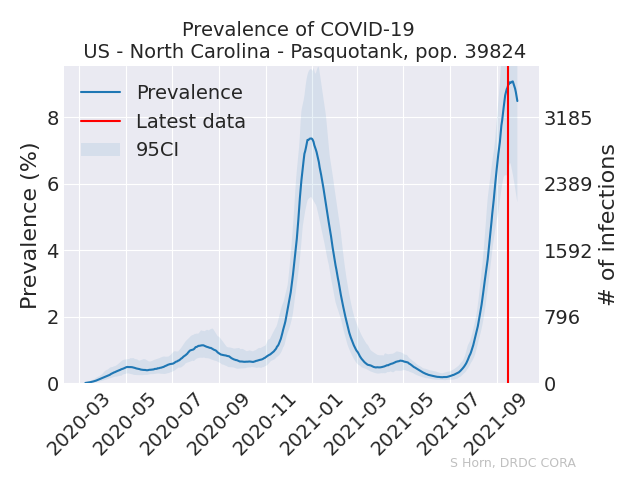 Prevalence of COVID-19
US - North Carolina - Pasquotank, pop. 39824
Prevalence
Latest data
95CI
Prevalence (%)
8
6
4
2
0
3185
2389
1592
796
0
# of infections
2020-03
2020-05
2020-07
2020-09
2020-11
2021-01
2021-03
2021-05
2021-07
2021-09
S Horn, DRDC CORA